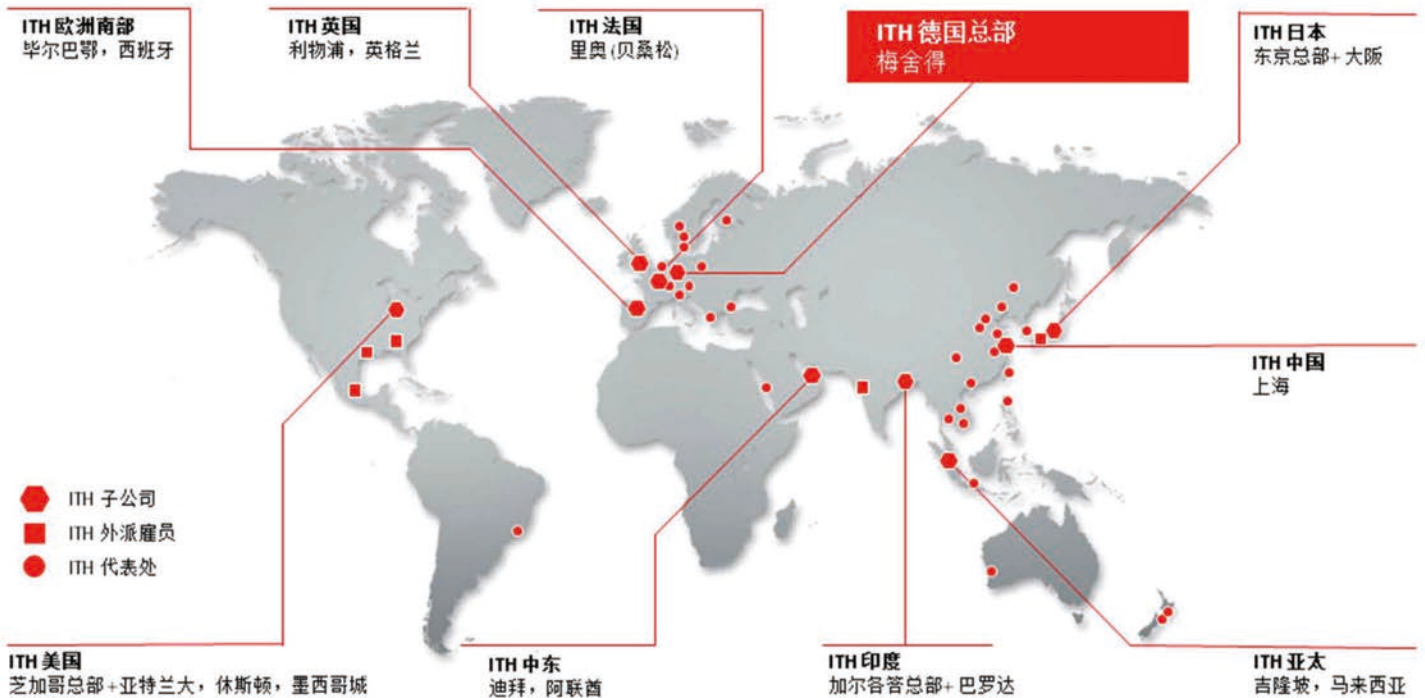 ITH 欧洲南部
毕尔巴鄂，西班牙
ITH 英国
利物浦，英格兰
ITH 法国
里奥(贝桑松)
ITH 德国总部
梅舍得
ITH 日本
东京总部+大阪
ITH 中国
上海
ITH 子公司
ITH 外派雇员
ITH 代表处
ITH 美国
芝加哥总部+亚特兰大，休斯顿，墨西哥城
ITH 中东
迪拜，阿联酋
ITH 印度
加尔各答总部+巴罗达
ITH 亚太
吉隆坡，马来西亚